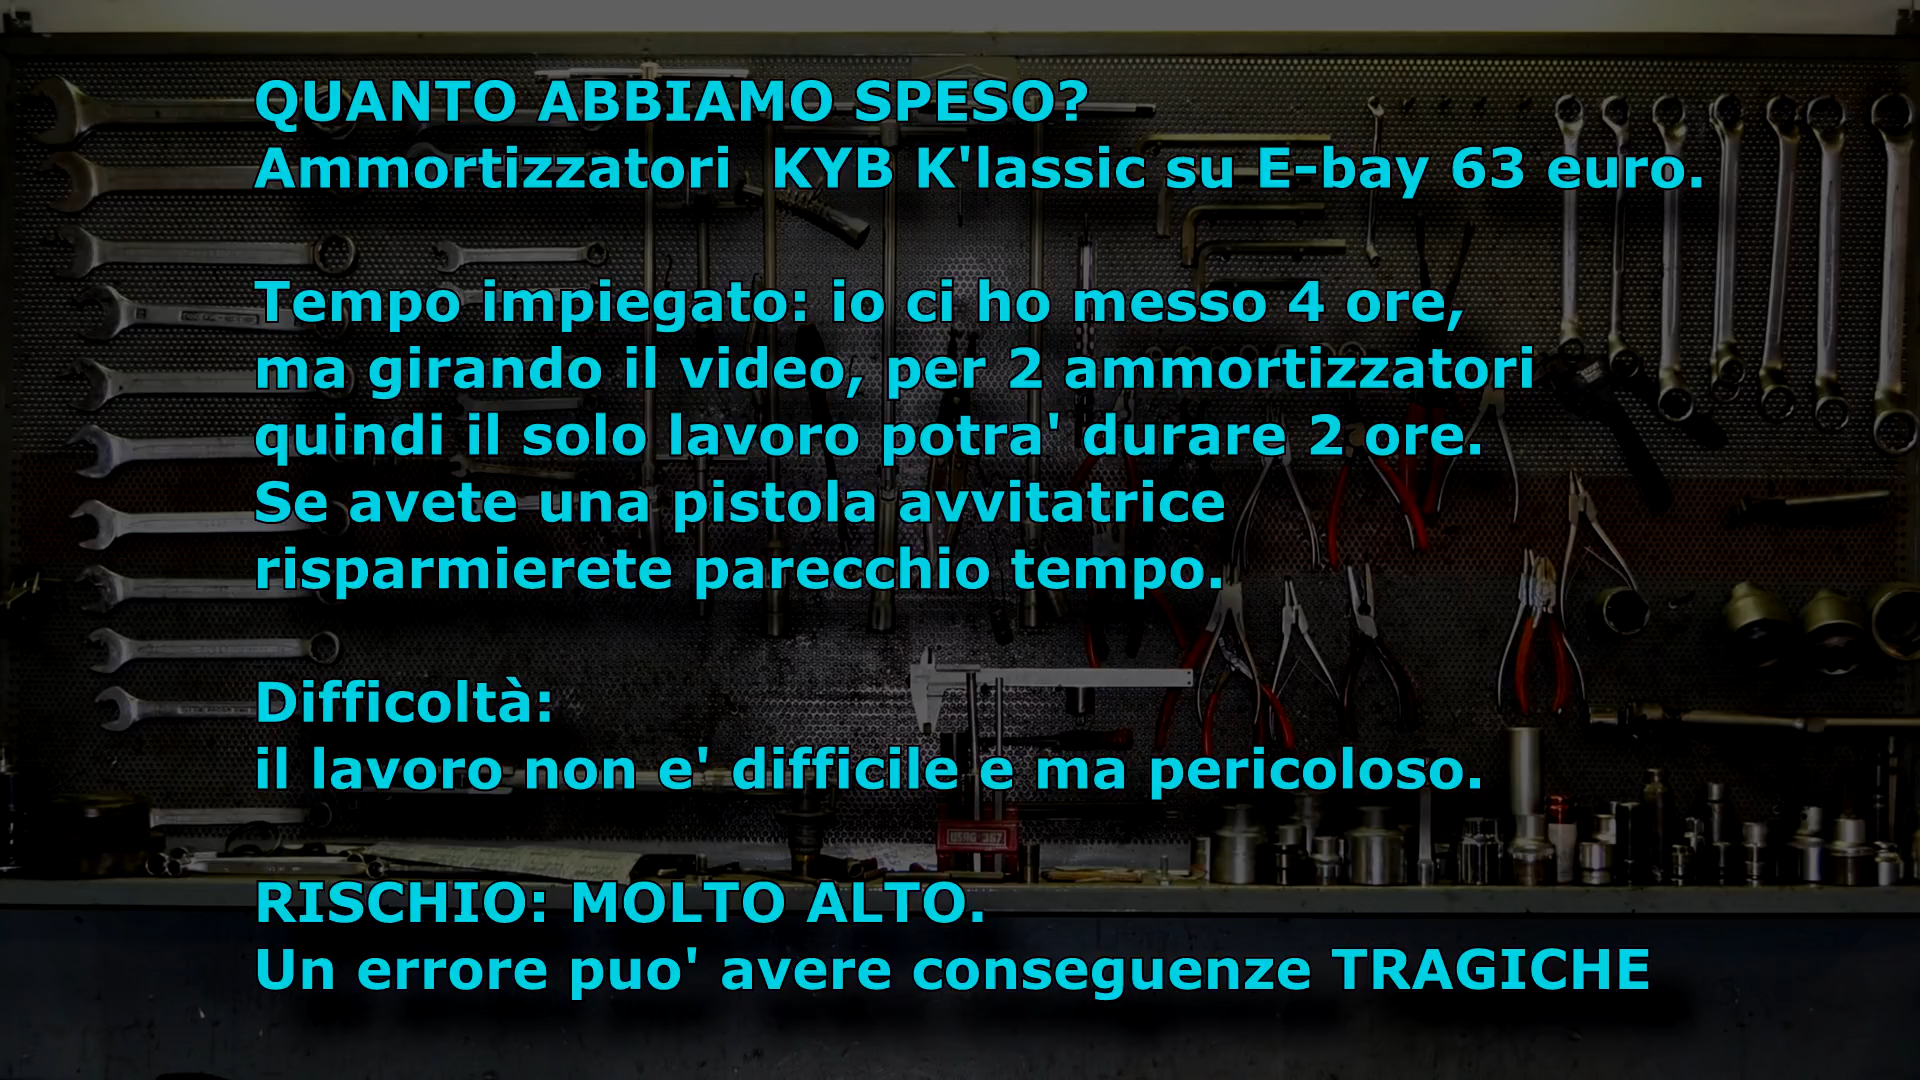 QUANTO ABBIAMO SPESO?
Ammortizzatori  KYB K'lassic su E-bay 63 euro.
Tempo impiegato: io ci ho messo 4 ore,
ma girando il video, per 2 ammortizzatori
quindi il solo lavoro potra' durare 2 ore.
Se avete una pistola avvitatrice
risparmierete parecchio tempo.
Difficoltà:
il lavoro non e' difficile e ma pericoloso.
USAG 367
RISCHIO: MOLTO ALTO.
Un errore puo' avere conseguenze TRAGICHE